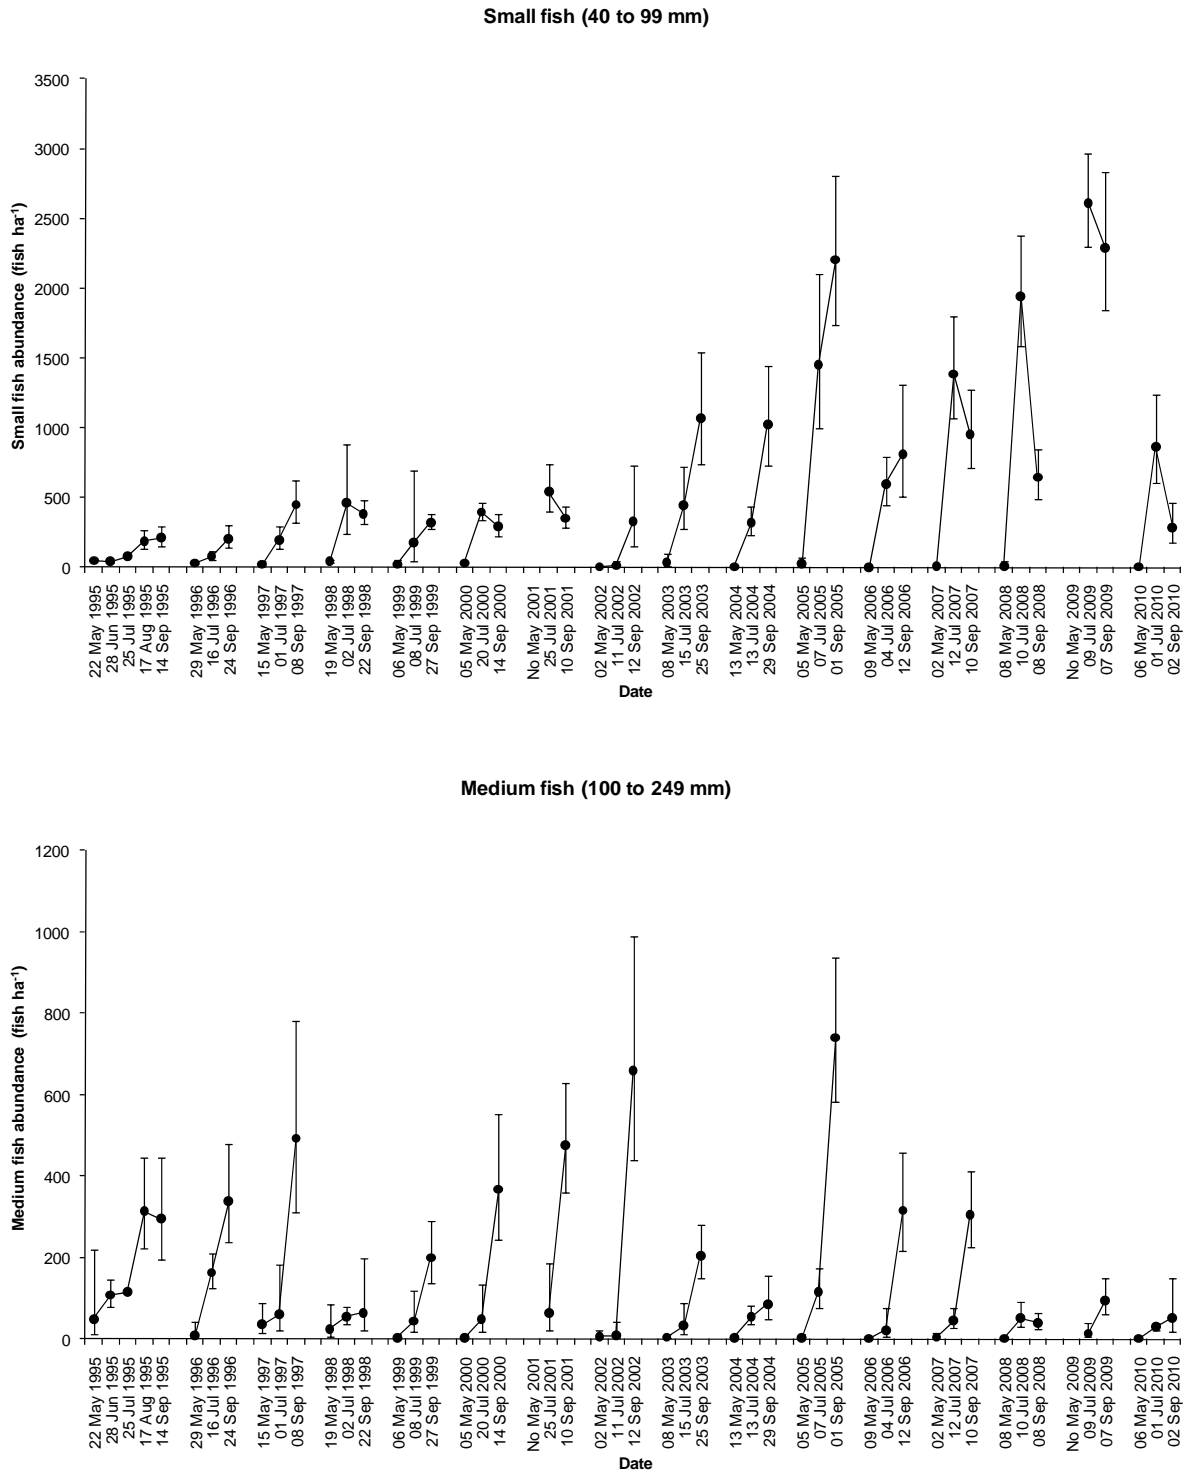 Small fish (40 to 99 mm)
3500
3000
2500
2000
1500
1000
500
0
Small fish abundance (fish ha⁻¹)
22 May 1995
28 Jun 1995
25 Jul 1995
17 Aug 1995
14 Sep 1995
29 May 1996
16 Jul 1996
24 Sep 1996
15 May 1997
01 Jul 1997
08 Sep 1997
19 May 1998
02 Jul 1998
22 Sep 1998
06 May 1999
08 Jul 1999
27 Sep 1999
05 May 2000
20 Jul 2000
14 Sep 2000
No May 2001
25 Jul 2001
10 Sep 2001
02 May 2002
11 Jul 2002
12 Sep 2002
08 May 2003
15 Jul 2003
25 Sep 2003
13 May 2004
13 Jul 2004
29 Sep 2004
05 May 2005
07 Jul 2005
01 Sep 2005
09 May 2006
04 Jul 2006
12 Sep 2006
02 May 2007
12 Jul 2007
10 Sep 2007
08 May 2008
10 Jul 2008
08 Sep 2008
No May 2009
09 Jul 2009
07 Sep 2009
06 May 2010
01 Jul 2010
02 Sep 2010
Date
Medium fish (100 to 249 mm)
1200
1000
800
600
400
200
0
Medium fish abundance (fish ha⁻¹)
22 May 1995
28 Jun 1995
25 Jul 1995
17 Aug 1995
14 Sep 1995
29 May 1996
16 Jul 1996
24 Sep 1996
15 May 1997
01 Jul 1997
08 Sep 1997
19 May 1998
02 Jul 1998
22 Sep 1998
06 May 1999
08 Jul 1999
27 Sep 1999
05 May 2000
20 Jul 2000
14 Sep 2000
No May 2001
25 Jul 2001
10 Sep 2001
02 May 2002
11 Jul 2002
12 Sep 2002
08 May 2003
15 Jul 2003
25 Sep 2003
13 May 2004
13 Jul 2004
29 Sep 2004
05 May 2005
07 Jul 2005
01 Sep 2005
09 May 2006
04 Jul 2006
12 Sep 2006
02 May 2007
12 Jul 2007
10 Sep 2007
08 May 2008
10 Jul 2008
08 Sep 2008
No May 2009
09 Jul 2009
07 Sep 2009
06 May 2010
01 Jul 2010
02 Sep 2010
Date